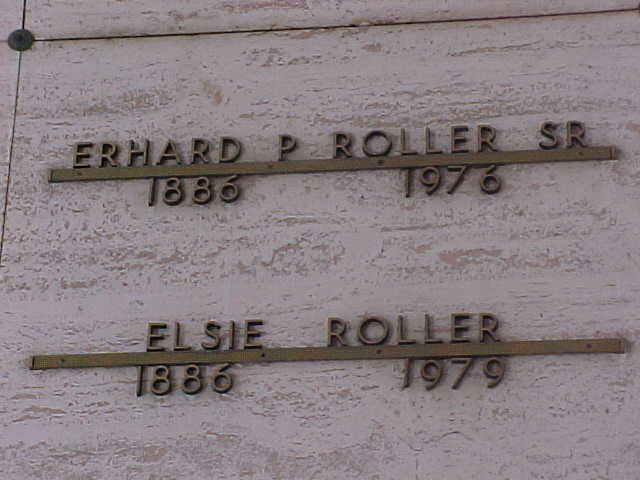 ERHARD P ROLLER SR
1886 1976
ELSIE ROLLER
1886 1979